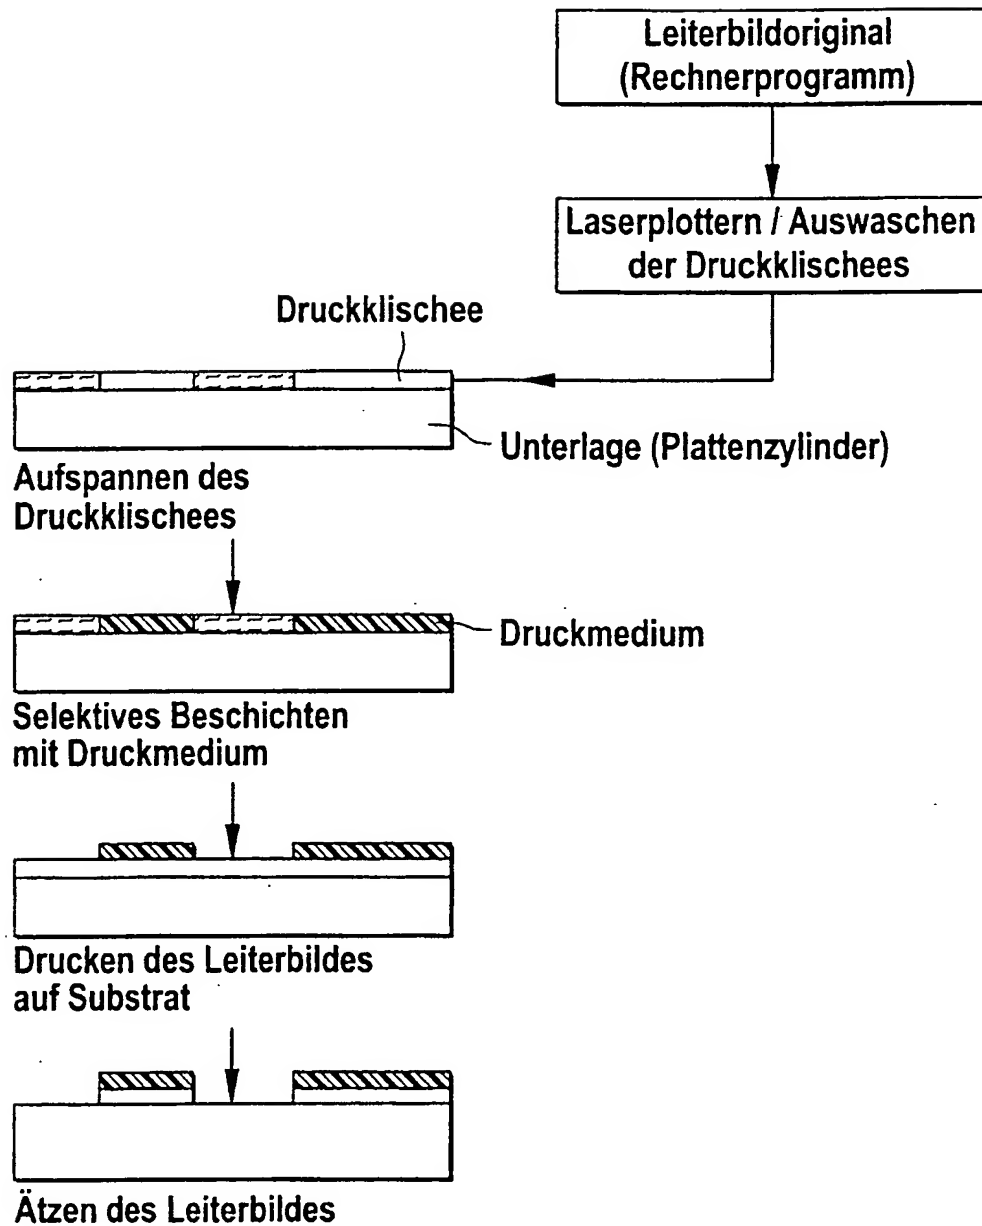 Leiterbildoriginal
(Rechnerprogramm)
Laserplottern / Auswaschen
der Druckklischees
Druckklischee
Unterlage (Plattenzylinder)
Aufspannen des
Druckklischees
Druckmedium
Selektives Beschichten
mit Druckmedium
Drucken des Leiterbildes
auf Substrat
Ätzen des Leiterbildes